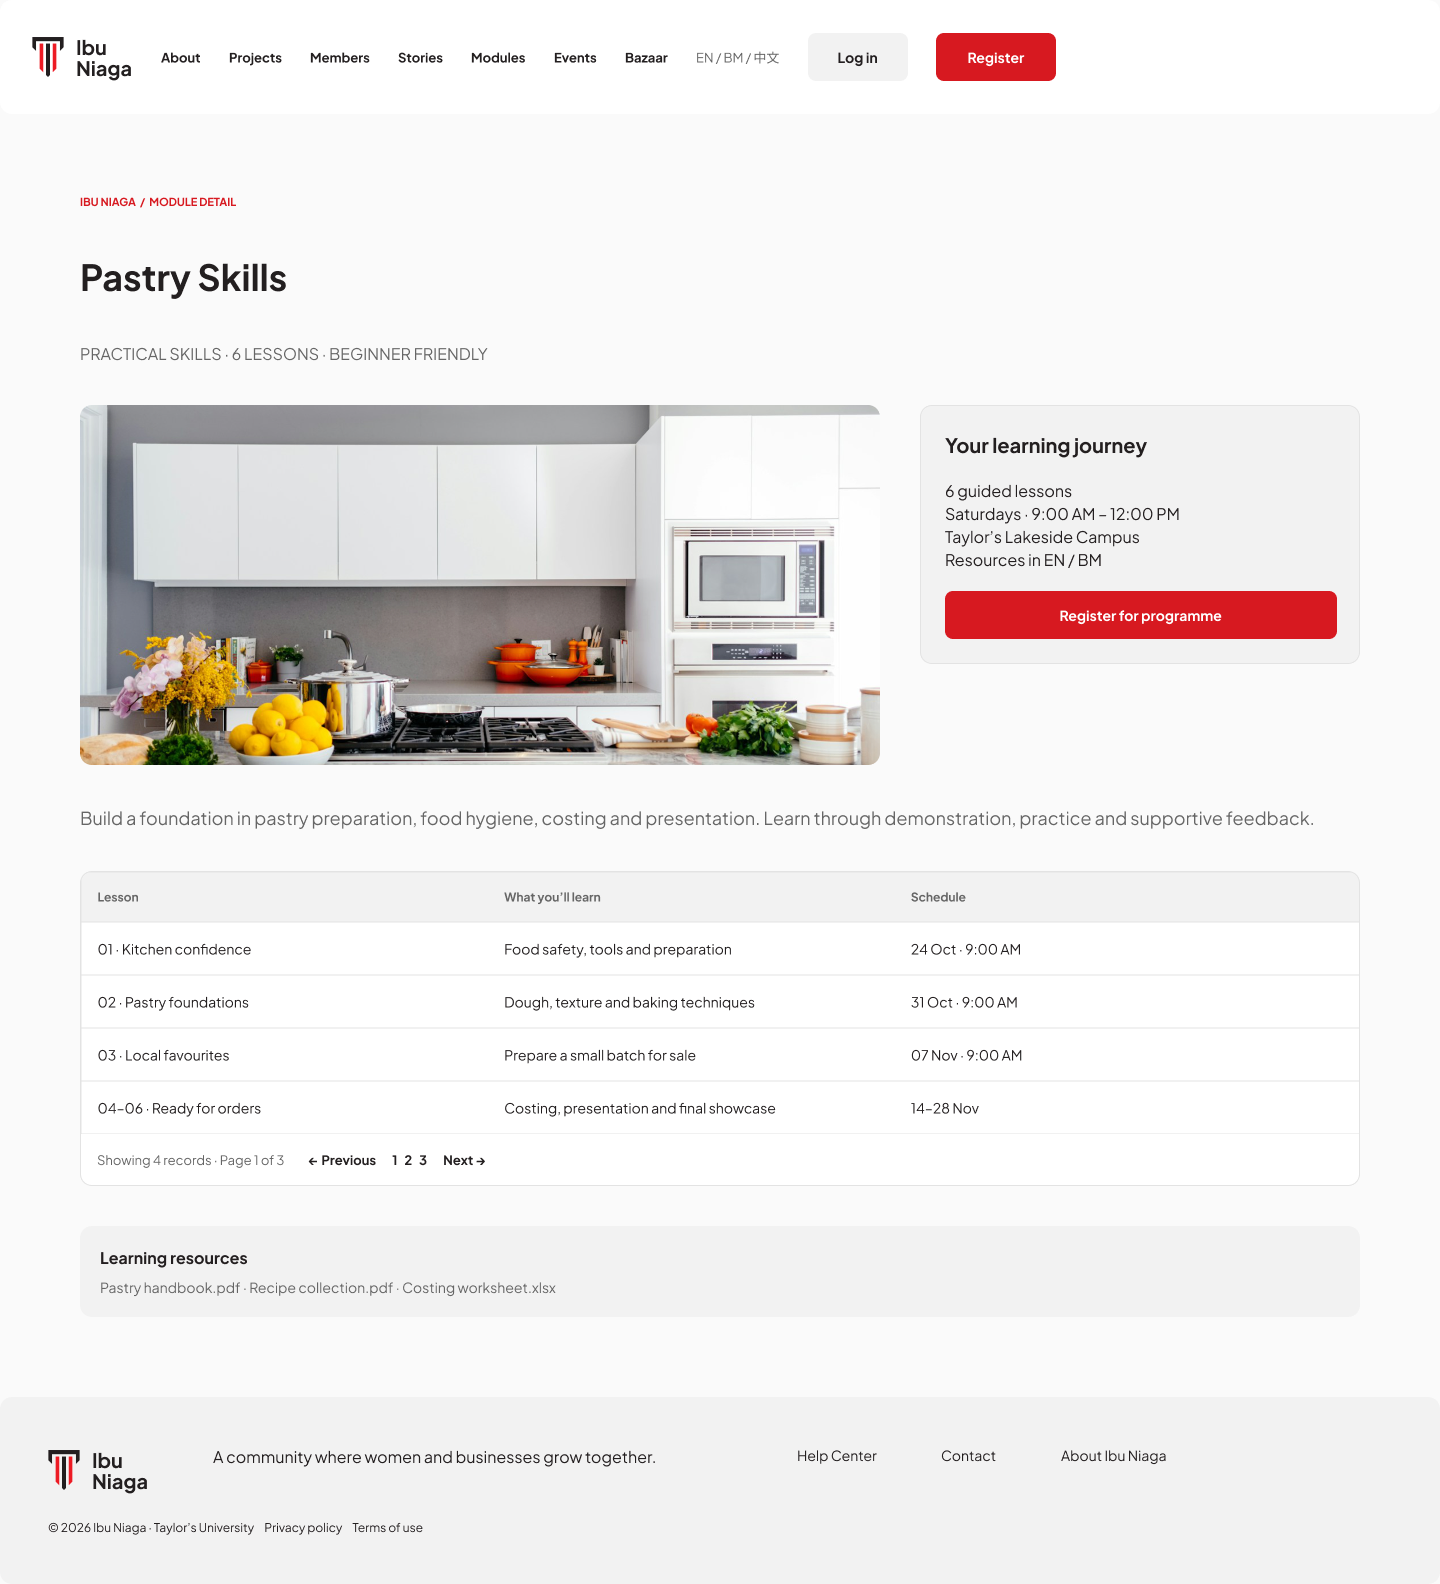 Ibu
Niaga
About Projects Members Stories Modules Events Bazaar EN / BM / 中文 Log in Register
IBU NIAGA / MODULE DETAIL
Pastry Skills
PRACTICAL SKILLS · 6 LESSONS · BEGINNER FRIENDLY
Your learning journey
6 guided lessons
Saturdays · 9:00 AM – 12:00 PM
Taylor’s Lakeside Campus
Resources in EN / BM
Register for programme
Build a foundation in pastry preparation, food hygiene, costing and presentation. Learn through demonstration, practice and supportive feedback.
Lesson What you’ll learn Schedule
01 · Kitchen confidence Food safety, tools and preparation 24 Oct · 9:00 AM
02 · Pastry foundations Dough, texture and baking techniques 31 Oct · 9:00 AM
03 · Local favourites Prepare a small batch for sale 07 Nov · 9:00 AM
04–06 · Ready for orders Costing, presentation and final showcase 14–28 Nov
Showing 4 records · Page 1 of 3 ← Previous 1 2 3 Next →
Learning resources
Pastry handbook.pdf · Recipe collection.pdf · Costing worksheet.xlsx
Ibu
Niaga
A community where women and businesses grow together. Help Center Contact About Ibu Niaga
© 2026 Ibu Niaga · Taylor’s University Privacy policy Terms of use